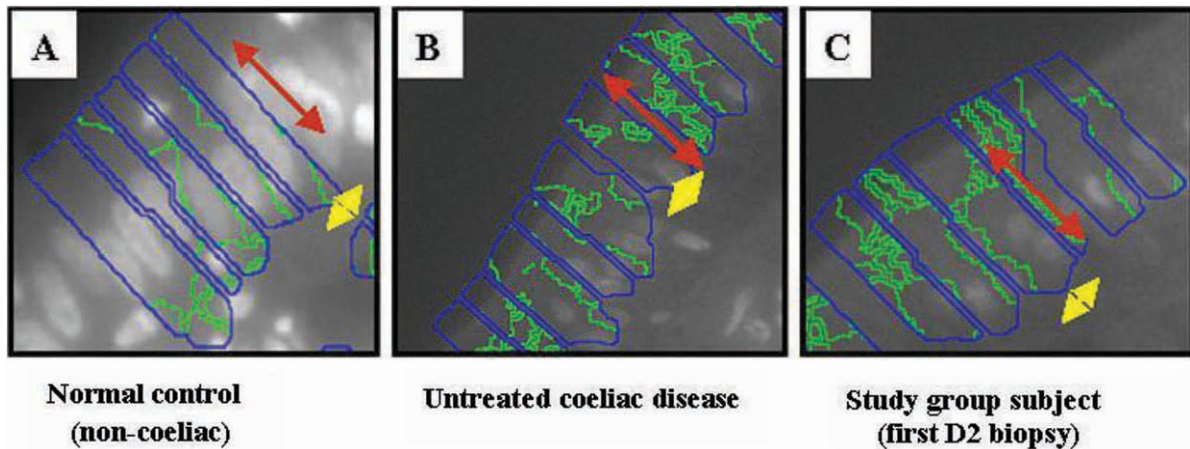 A
B
C
Normal control
(non-coeliac)
Untreated coeliac disease
Study group subject
(first D2 biopsy)